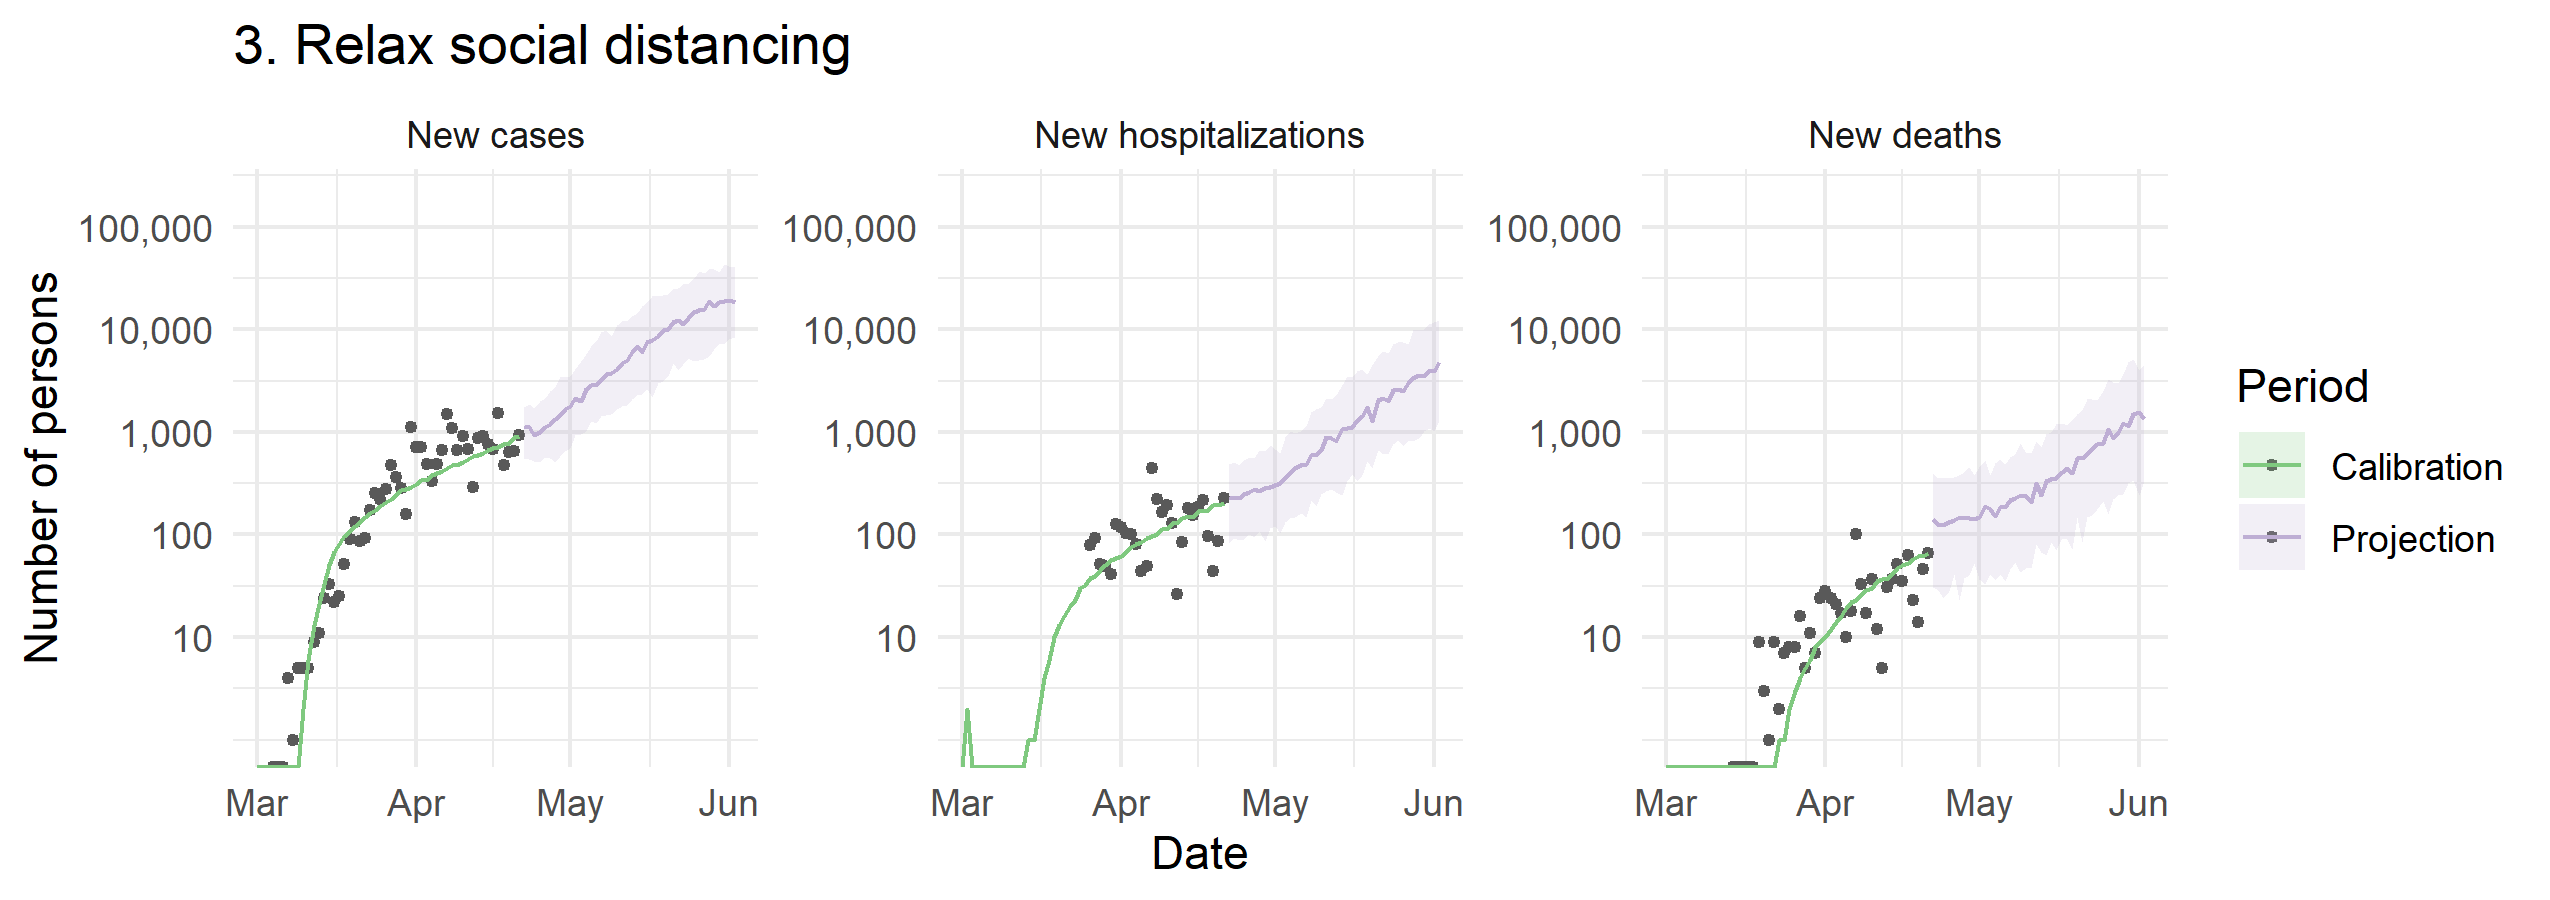 3. Relax social distancing
New cases
New hospitalizations
New deaths
Number of persons
100,000
10,000
1,000
100
10
100,000
10,000
1,000
100
10
100,000
10,000
1,000
100
10
Mar Apr May Jun
Mar Apr May Jun
Mar Apr May Jun
Date
Period
Calibration
Projection